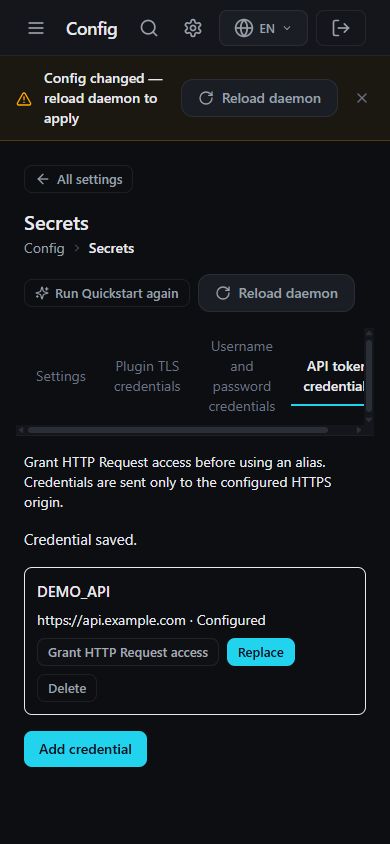 Config
EN
Config changed —
reload daemon to
apply
Reload daemon
All settings
Secrets
Config > Secrets
Run Quickstart again
Reload daemon
Settings
Plugin TLS
credentials
Username
and
password
credentials
API token
Grant HTTP Request access before using an alias.
Credentials are sent only to the configured HTTPS
origin.
Credential saved.
DEMO_API
https://api.example.com · Configured
Grant HTTP Request access
Replace
Delete
Add credential